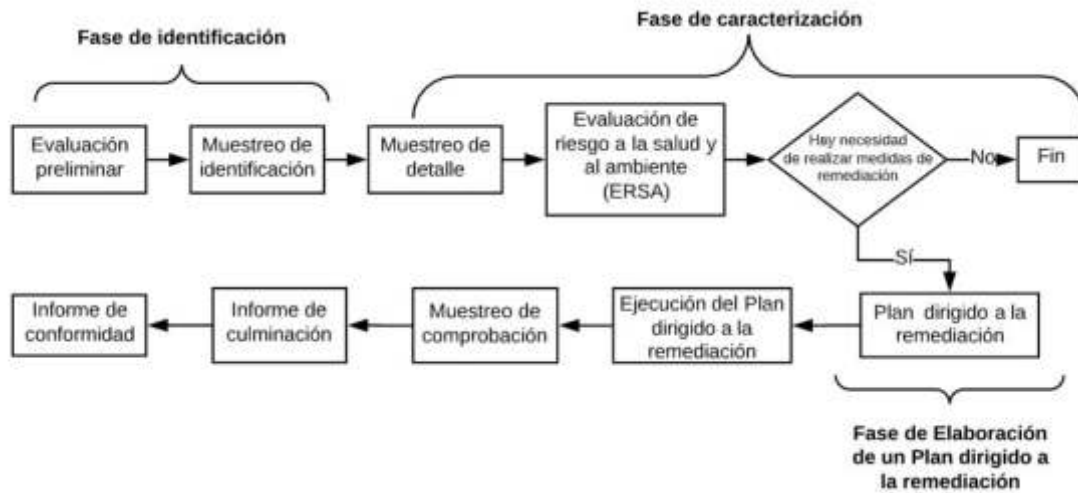 Fase de identificación
Fase de caracterización
Evaluación
preliminar
Muestreo de
identificación
Muestreo de
detalle
Evaluación de
riesgo a la salud y
al ambiente
(ERSA)
Hay necesidad
de realizar medidas de
remediación
No
Fin
Sí
Plan dirigido a la
remediación
Ejecución del Plan
dirigido a la
remediación
Muestreo de
comprobación
Informe de
culminación
Informe de
conformidad
Fase de Elaboración
de un Plan dirigido a
la remediación